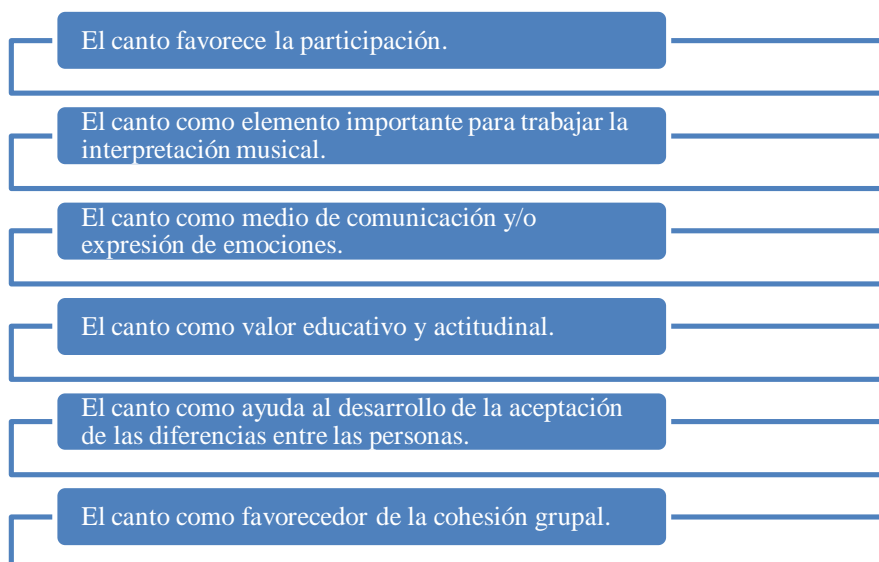 El canto favorece la participación.
El canto como elemento importante para trabajar la
interpretación musical.
El canto como medio de comunicación y/o
expresión de emociones.
El canto como valor educativo y actitudinal.
El canto como ayuda al desarrollo de la aceptación
de las diferencias entre las personas.
El canto como favorecedor de la cohesión grupal.